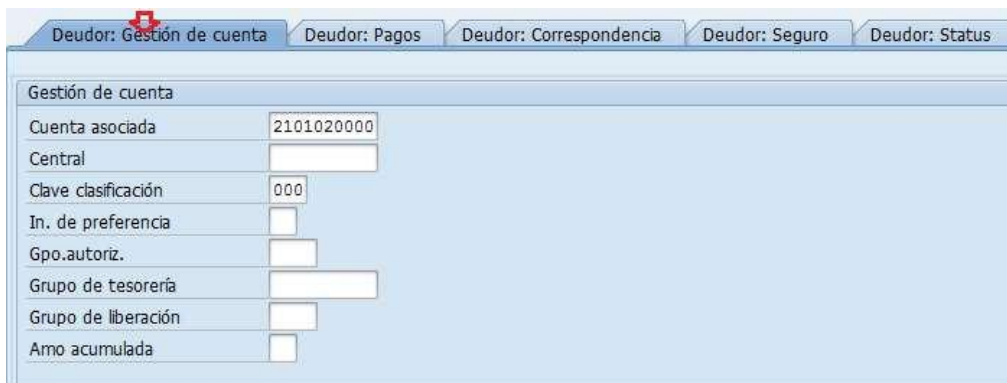 Deudor: Gestión de cuenta Deudor: Pagos Deudor: Correspondencia Deudor: Seguro Deudor: Status
Gestión de cuenta
Cuenta asociada 2101020000
Central
Clave clasificación 000
In. de preferencia
Gpo.autoriz.
Grupo de tesorería
Grupo de liberación
Amo acumulada